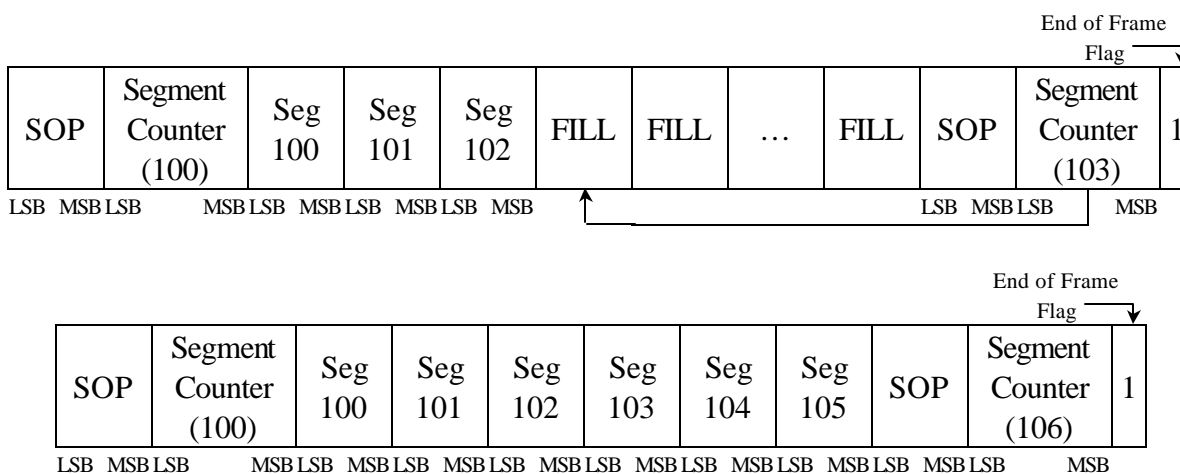 End of Frame
Flag
SOP Segment Counter (100) Seg 100 Seg 101 Seg 102 FILL FILL ... FILL SOP Segment Counter (103) 1
LSB MSB LSB MSB LSB MSB LSB MSB LSB MSB LSB MSB LSB MSB
End of Frame
Flag
SOP Segment Counter (100) Seg 100 Seg 101 Seg 102 Seg 103 Seg 104 Seg 105 SOP Segment Counter (106) 1
LSB MSB LSB MSB LSB MSB LSB MSB LSB MSB LSB MSB LSB MSB LSB MSB LSB MSB LSB MSB